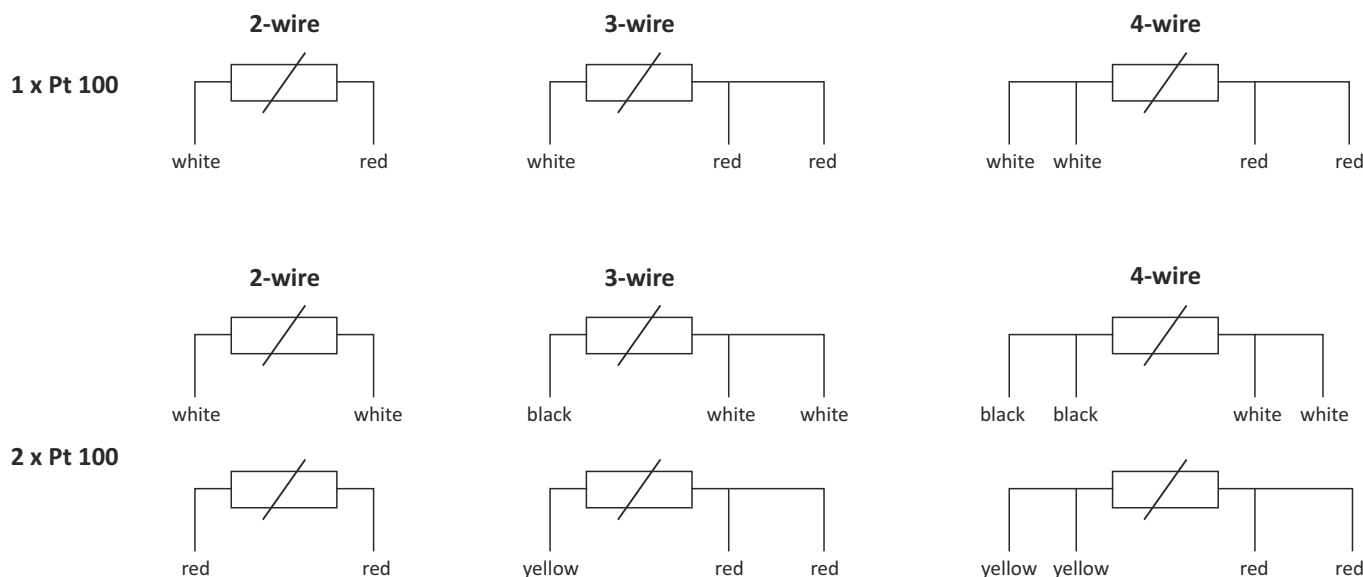 2-wire 3-wire 4-wire
1 x Pt 100
white red white red red white white red red
2-wire 3-wire 4-wire
white white black white white black black white white
2 x Pt 100
red red yellow red red yellow yellow red red